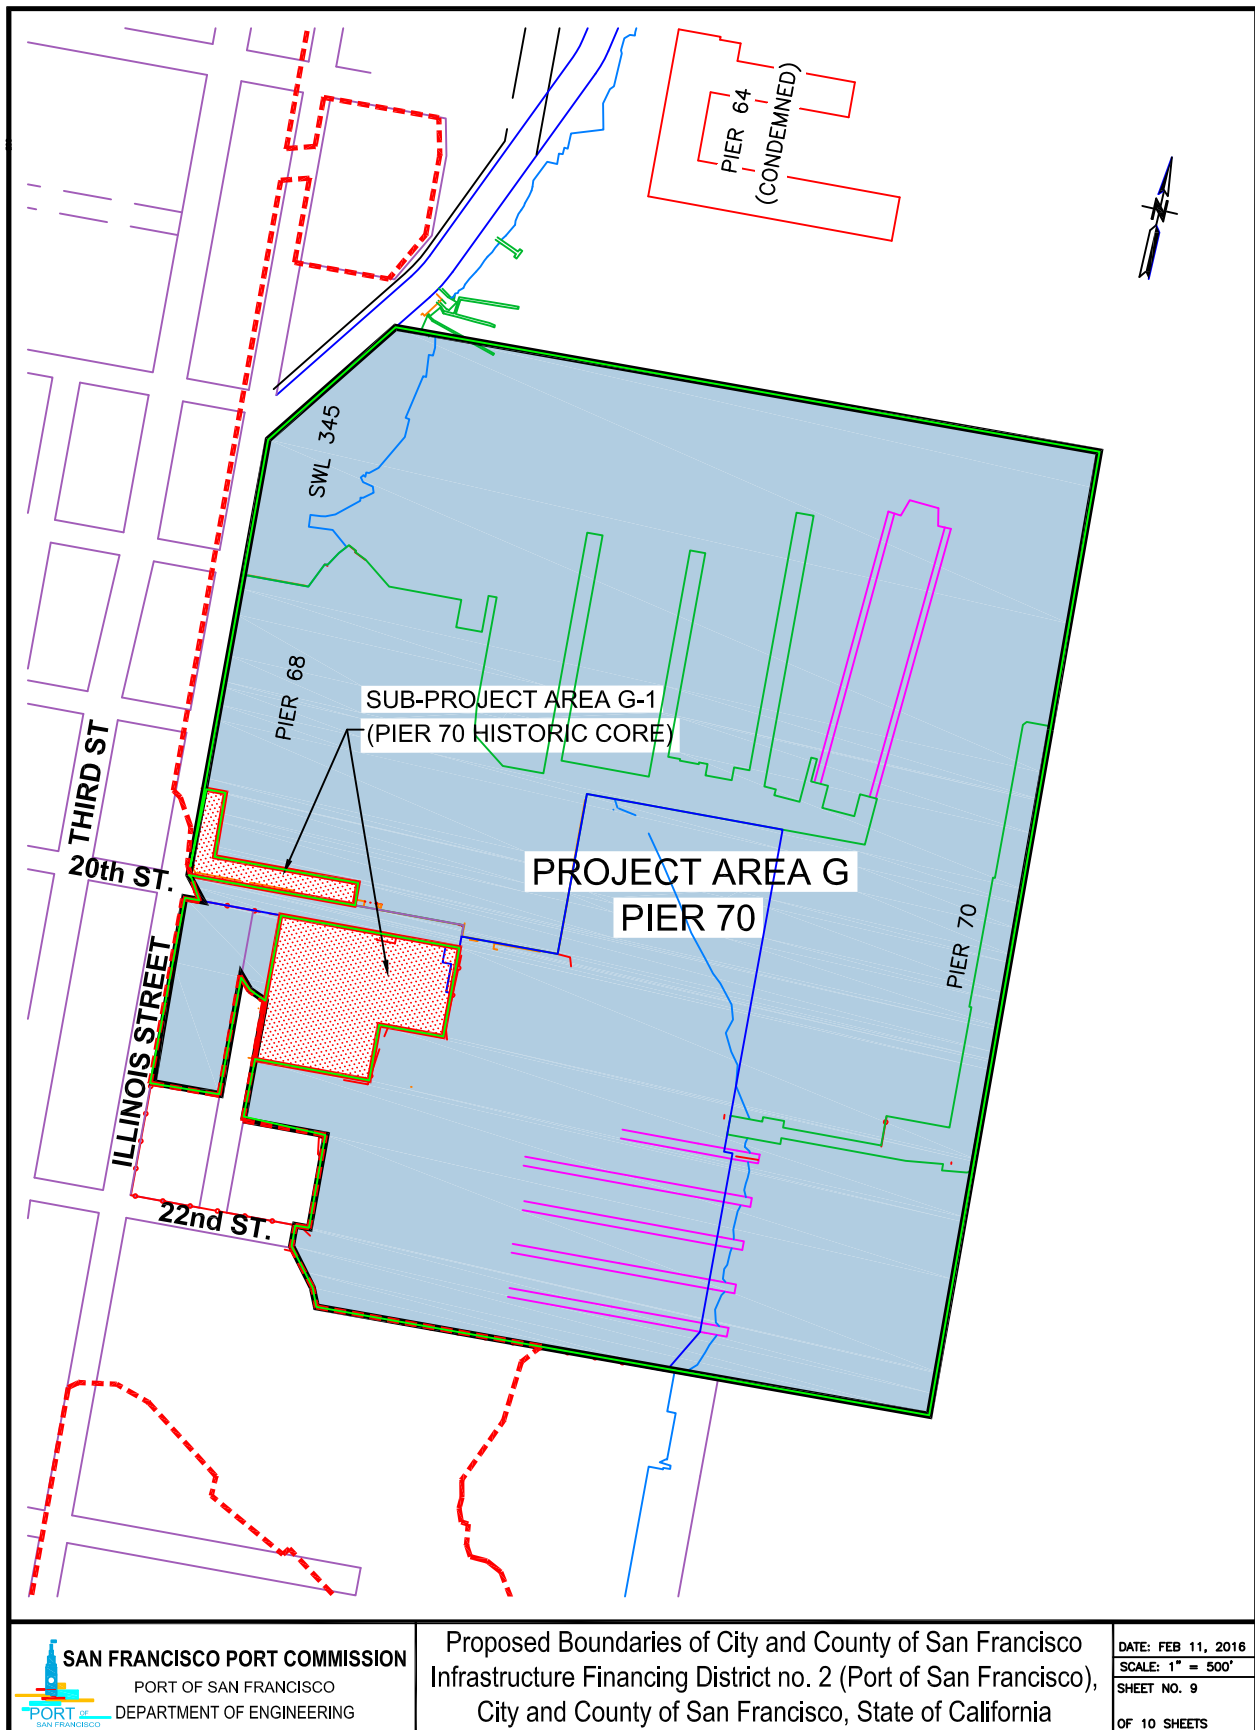 PIER 64
(CONDEMNED)
N
SWL 345
PIER 68
SUB-PROJECT AREA G-1
(PIER 70 HISTORIC CORE)
THIRD ST
20th ST.
PROJECT AREA G
PIER 70
PIER 70
ILLINOIS STREET
22nd ST.
SAN FRANCISCO PORT COMMISSION
PORT OF SAN FRANCISCO
DEPARTMENT OF ENGINEERING
PORT OF
SAN FRANCISCO
Proposed Boundaries of City and County of San Francisco
Infrastructure Financing District no. 2 (Port of San Francisco),
City and County of San Francisco, State of California
DATE: FEB 11, 2016
SCALE: 1" = 500'
SHEET NO. 9
OF 10 SHEETS